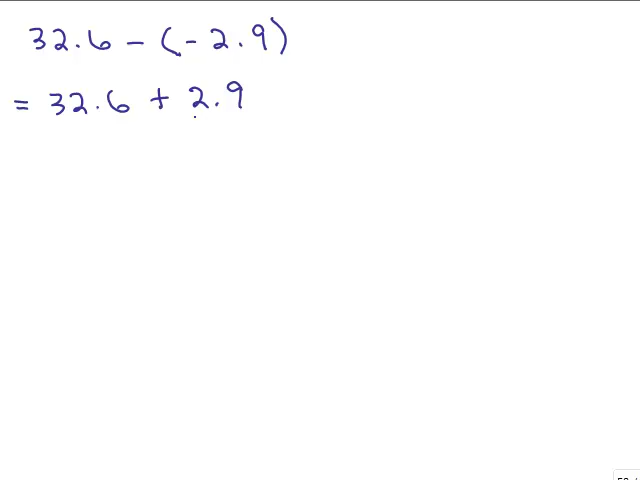 32.6 - (-2.9)
= 32.6 + 2.9